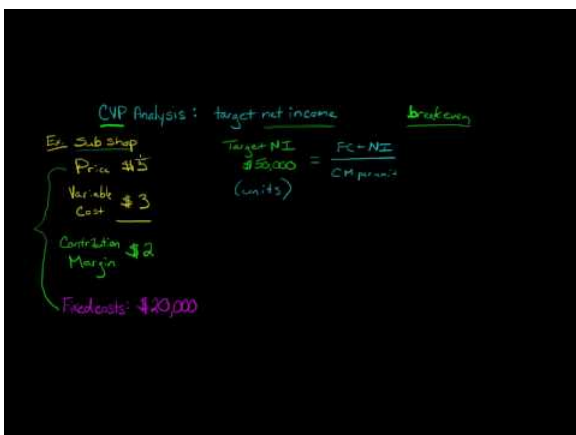 CVP Analysis: target net income breakeven
Ex. Sub shop
Price $5
Variable Cost $3
Contribution Margin $2
Fixed costs: $20,000
Target NI
$50,000
(units)
=
FC + NI
CM per unit